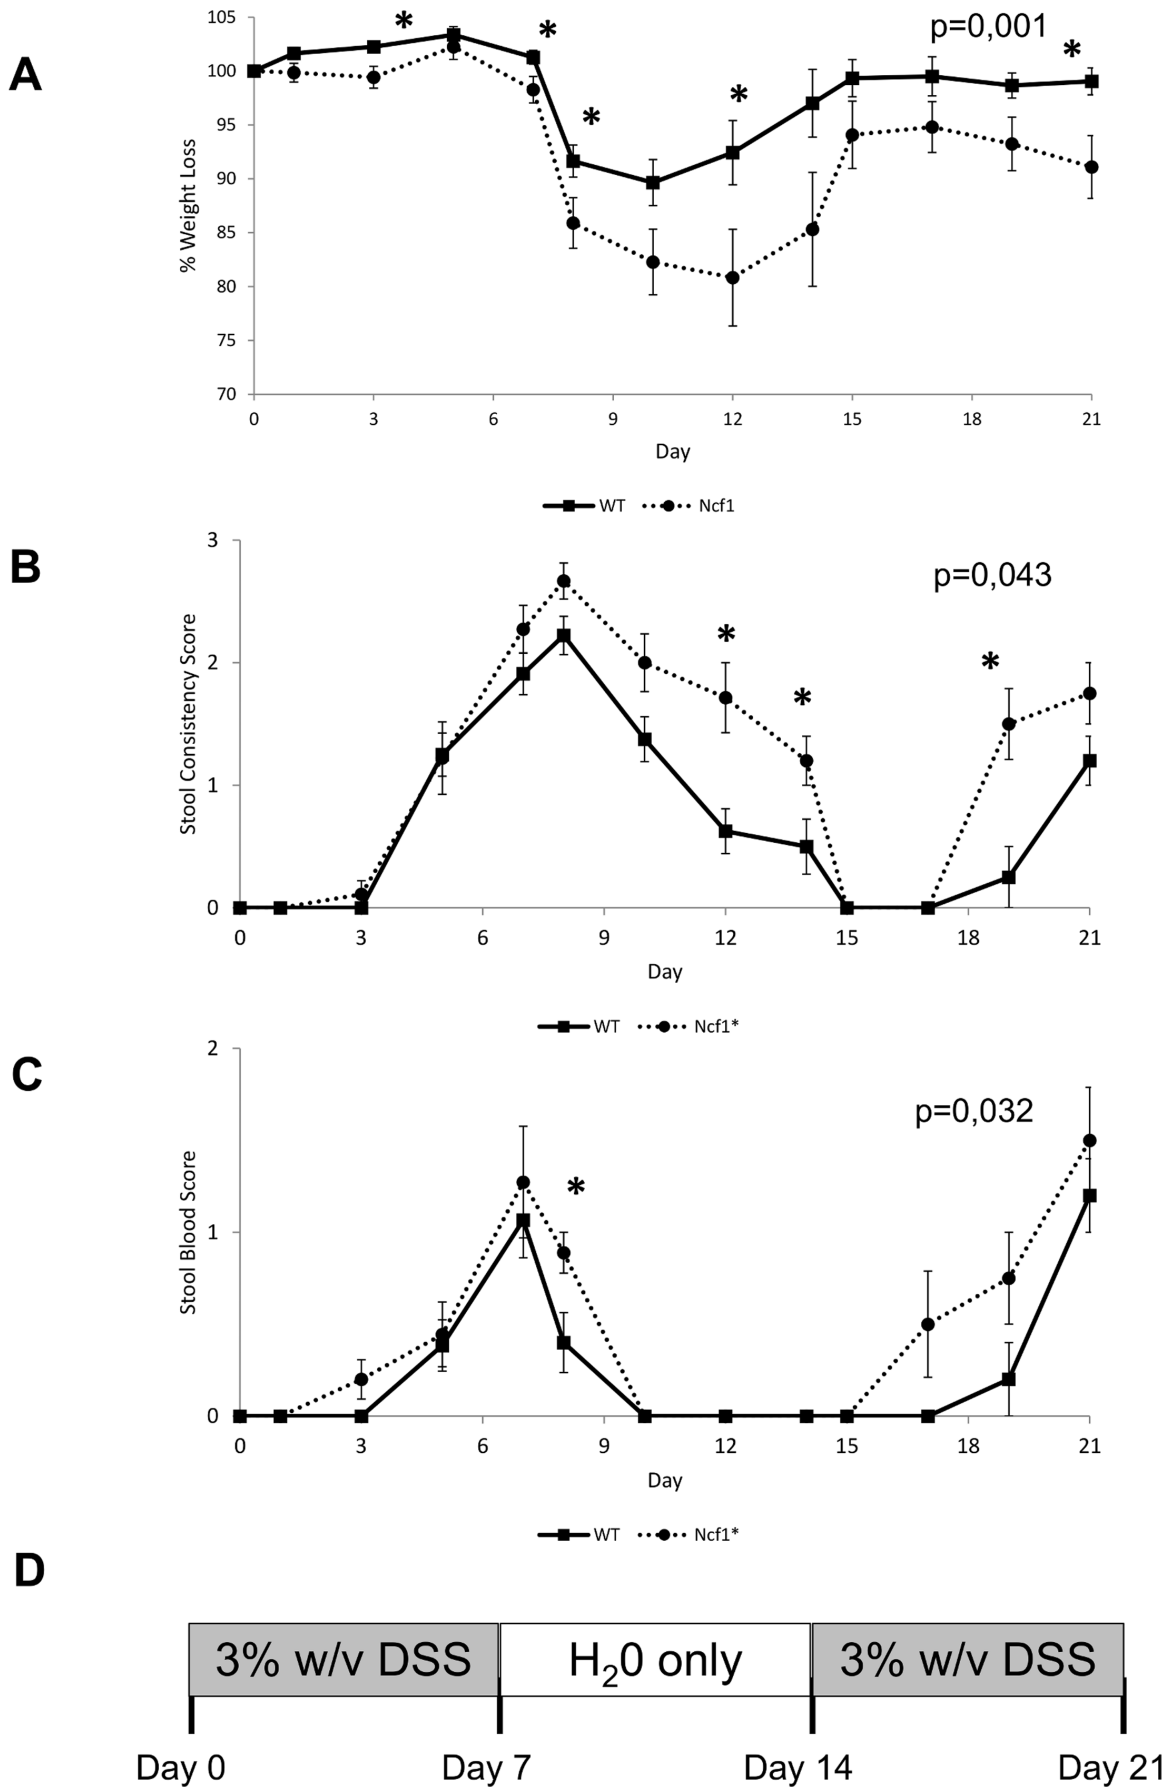 A
105
100
95
90
85
80
75
70
% Weight Loss
* * * * *
p=0,001
0 3 6 9 12 15 18 21
Day
WT Ncf1
B
3
2
1
0
Stool Consistency Score
* * *
p=0,043
0 3 6 9 12 15 18 21
Day
WT Ncf1*
C
2
1
0
Stool Blood Score
*
p=0,032
0 3 6 9 12 15 18 21
Day
WT Ncf1*
D
3% w/v DSS H₂0 only 3% w/v DSS
Day 0 Day 7 Day 14 Day 21